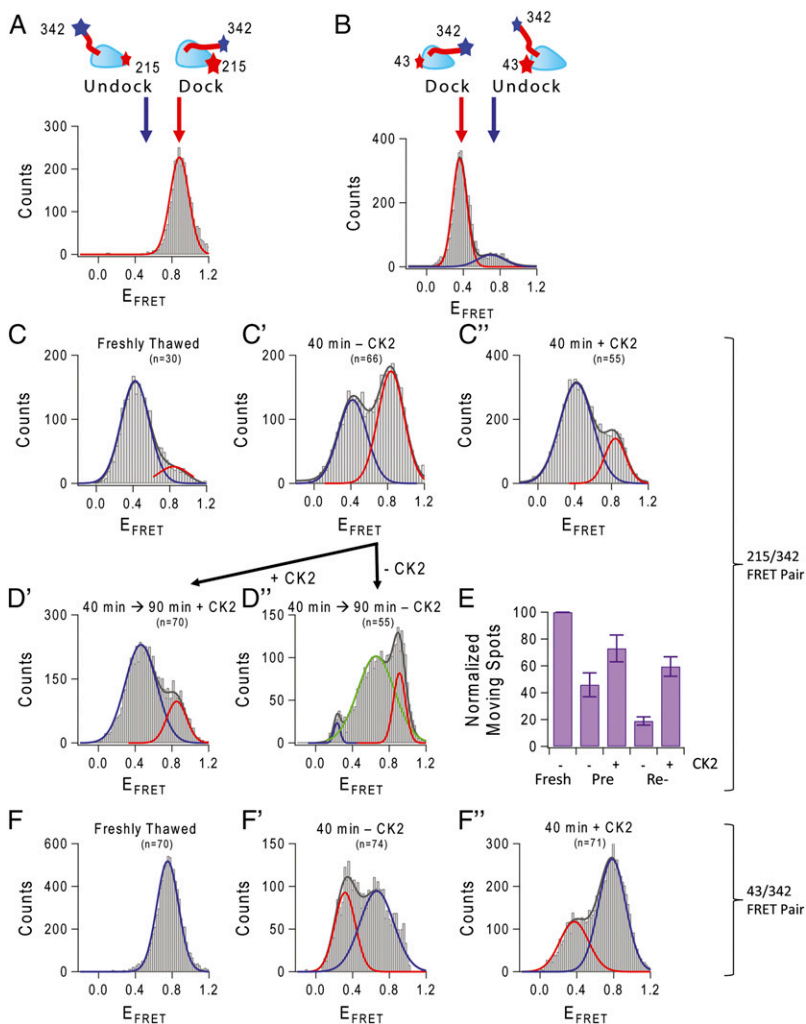 A
342
215
Undock
342
215
Dock
300
200
100
0
Counts
0.0 0.4 0.8 1.2
EFRET
B
43
342
Dock
342
43
Undock
400
200
0
Counts
0.0 0.4 0.8 1.2
EFRET
C
Freshly Thawed
(n=30)
200
100
0
Counts
0.0 0.4 0.8 1.2
EFRET
C'
40 min – CK2
(n=66)
200
100
0
Counts
0.0 0.4 0.8 1.2
EFRET
C''
40 min + CK2
(n=55)
400
200
0
Counts
0.0 0.4 0.8 1.2
EFRET
+ CK2
- CK2
215/342
FRET Pair
D'
40 min → 90 min + CK2
(n=70)
300
150
0
Counts
0.0 0.4 0.8 1.2
EFRET
D''
40 min → 90 min – CK2
(n=55)
150
100
50
0
Counts
0.0 0.4 0.8 1.2
EFRET
E
100
80
60
40
20
0
Normalized
Moving Spots
- - + - + CK2
Fresh Pre Re-
F
Freshly Thawed
(n=70)
600
400
200
0
Counts
0.0 0.4 0.8 1.2
EFRET
F'
40 min – CK2
(n=74)
150
100
50
0
Counts
0.0 0.4 0.8 1.2
EFRET
F''
40 min + CK2
(n=71)
300
200
100
0
Counts
0.0 0.4 0.8 1.2
EFRET
43/342
FRET Pair